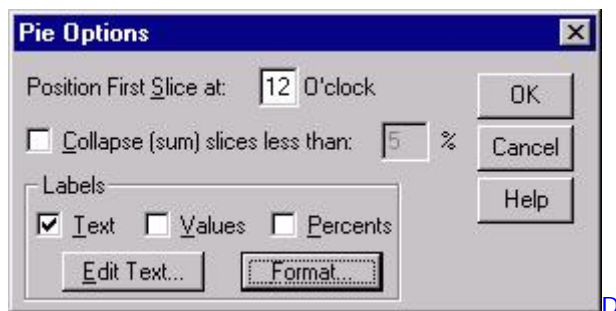 Pie Options
Position First Slice at: 12 O'clock
OK
Collapse (sum) slices less than: 5 %
Cancel
Labels
Help
Text Values Percents
Edit Text... Format...
D